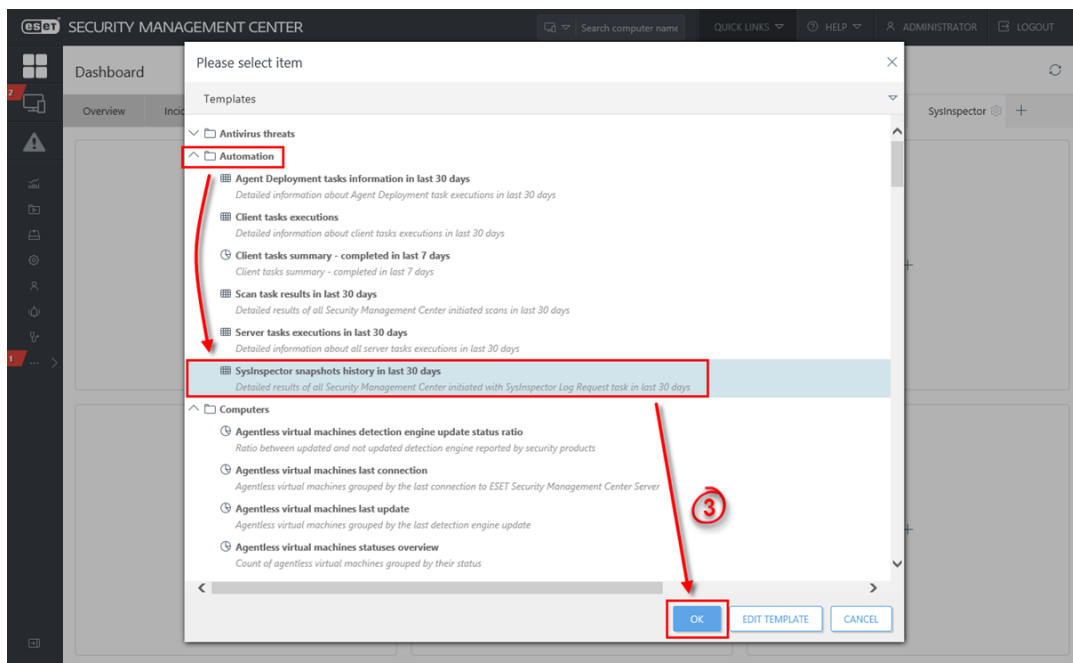 eseT SECURITY MANAGEMENT CENTER Search computer name QUICK LINKS HELP ADMINISTRATOR LOGOUT
Please select item
Dashboard
2
Templates
Overview Incid SysInspector
Antivirus threats
Automation
Agent Deployment tasks information in last 30 days
Detailed information about Agent Deployment task executions in last 30 days
Client tasks executions
Detailed information about client tasks executions in last 30 days
Client tasks summary - completed in last 7 days
Client tasks summary - completed in last 7 days
Scan task results in last 30 days
Detailed results of all Security Management Center initiated scans in last 30 days
Server tasks executions in last 30 days
Detailed information about all server tasks executions in last 30 days
1
SysInspector snapshots history in last 30 days
Detailed results of all Security Management Center initiated with SysInspector Log Request task in last 30 days
Computers
Agentless virtual machines detection engine update status ratio
Ratio between updated and not updated detection engine reported by security products
Agentless virtual machines last connection
Agentless virtual machines grouped by the last connection to ESET Security Management Center Server
3
Agentless virtual machines last update
Agentless virtual machines grouped by the last detection engine update
Agentless virtual machines statuses overview
Count of agentless virtual machines grouped by their status
OK EDIT TEMPLATE CANCEL